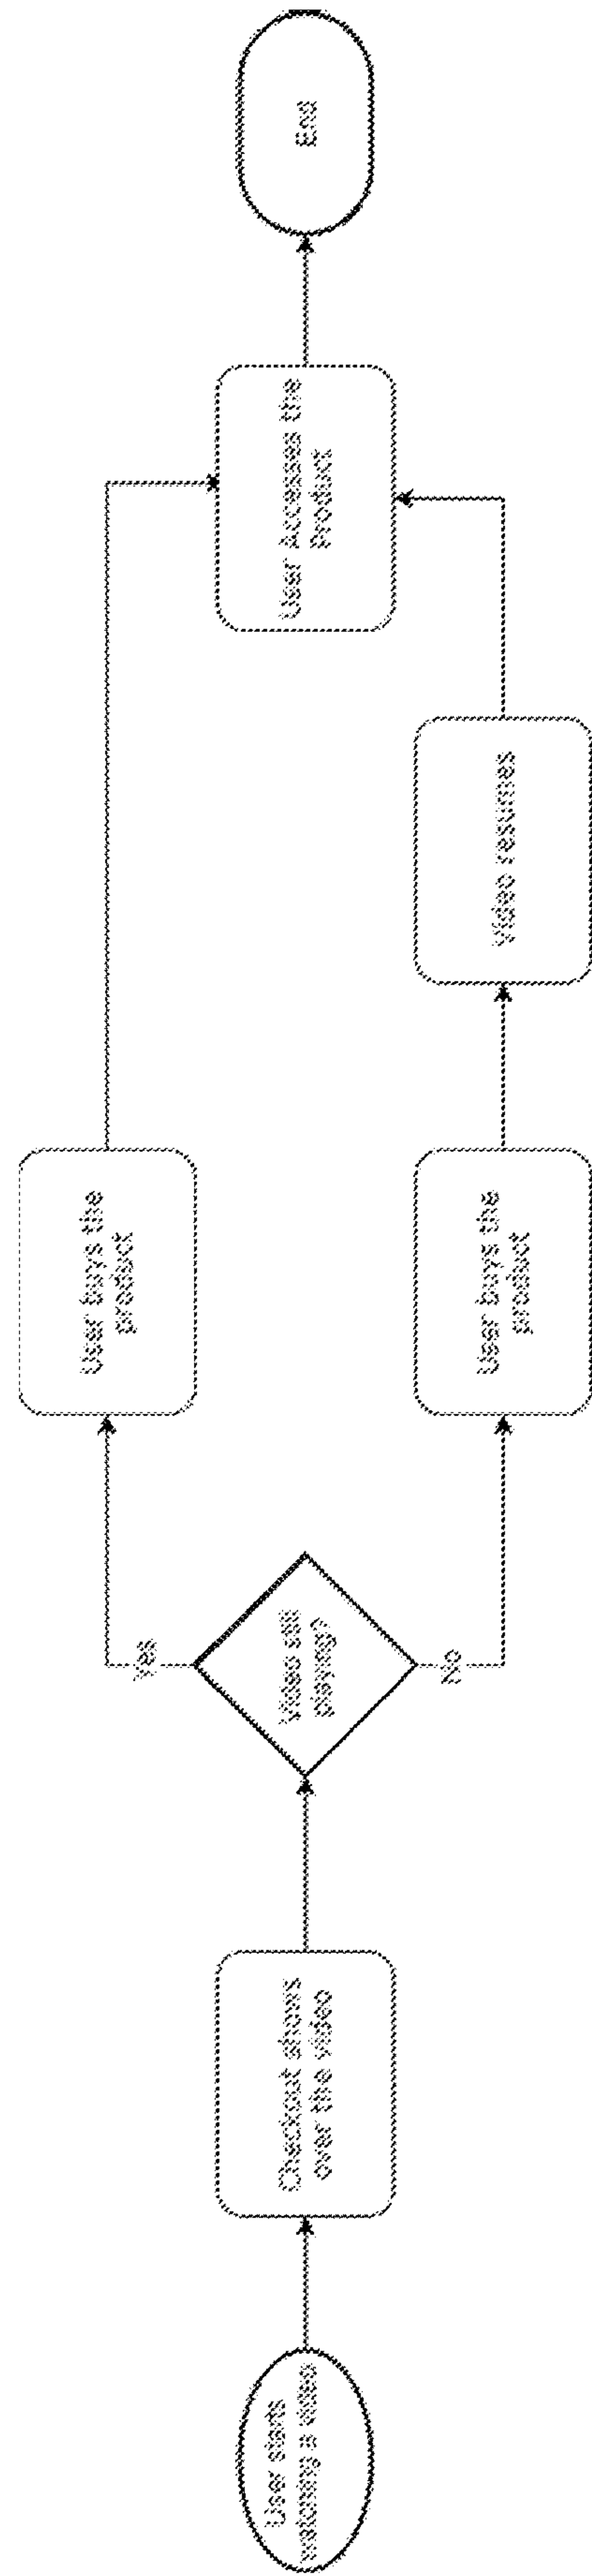 User starts
watching a video
Checkout shows
over the video
Video still
playing?
Yes
User buys the
product
No
User buys the
product
Video resumes
User Accesses the
Product
End